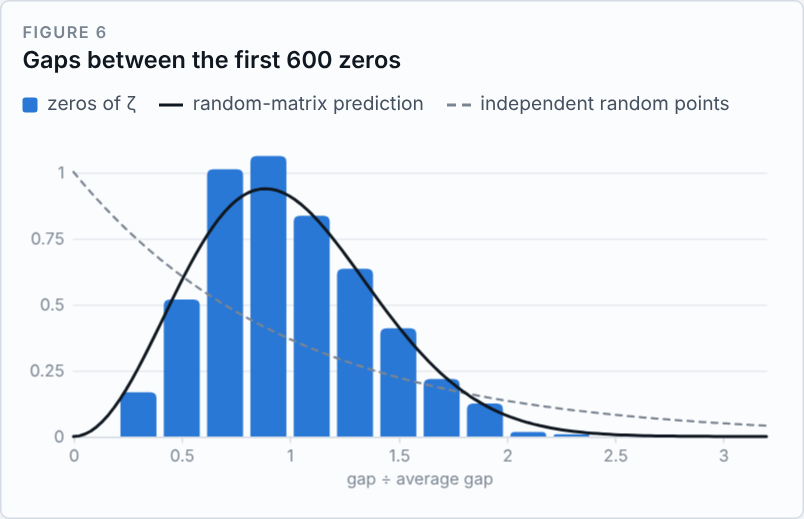 FIGURE 6
Gaps between the first 600 zeros
zeros of ζ random-matrix prediction independent random points
1
0.75
0.5
0.25
0
0 0.5 1 1.5 2 2.5 3
gap ÷ average gap